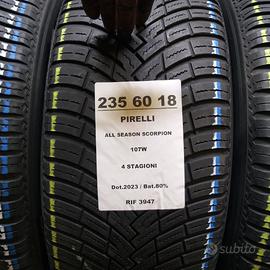 235 60 18
PIRELLI
ALL SEASON SCORPION
107W
4 STAGIONI
Dot.2023 / Bat.80%
RIF 3947
subito